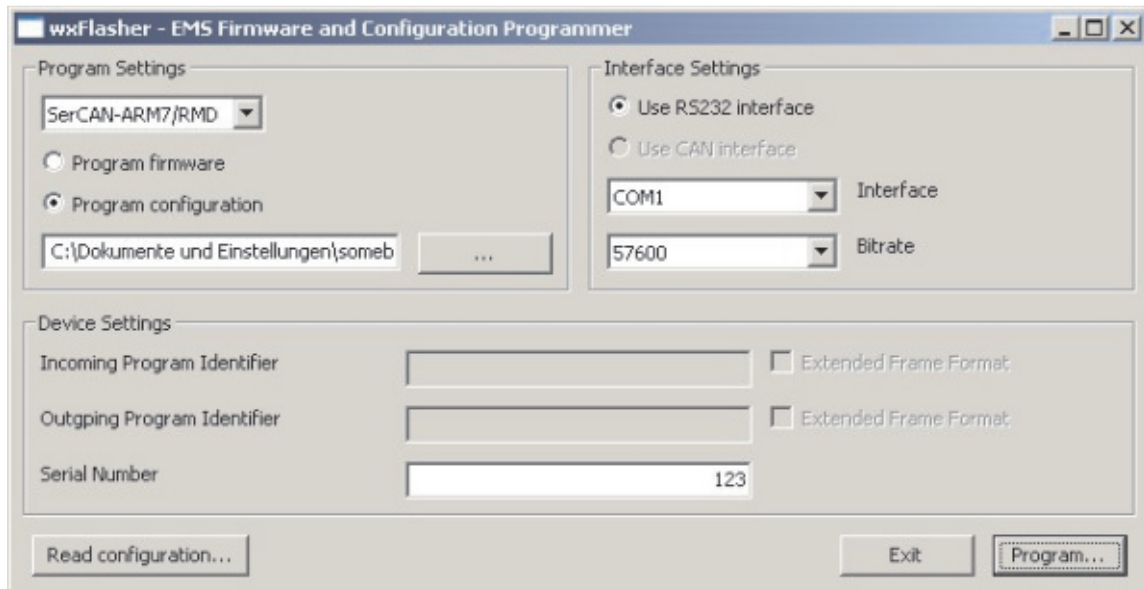 wxFlasher - EMS Firmware and Configuration Programmer
Program Settings
SerCAN-ARM7/RMD
Program firmware
Program configuration
C:\Dokumente und Einstellungen\someb
...
Interface Settings
Use RS232 interface
Use CAN interface
COM1
Interface
57600
Bitrate
Device Settings
Incoming Program Identifier
Extended Frame Format
Outgping Program Identifier
Extended Frame Format
Serial Number
123
Read configuration...
Exit
Program...